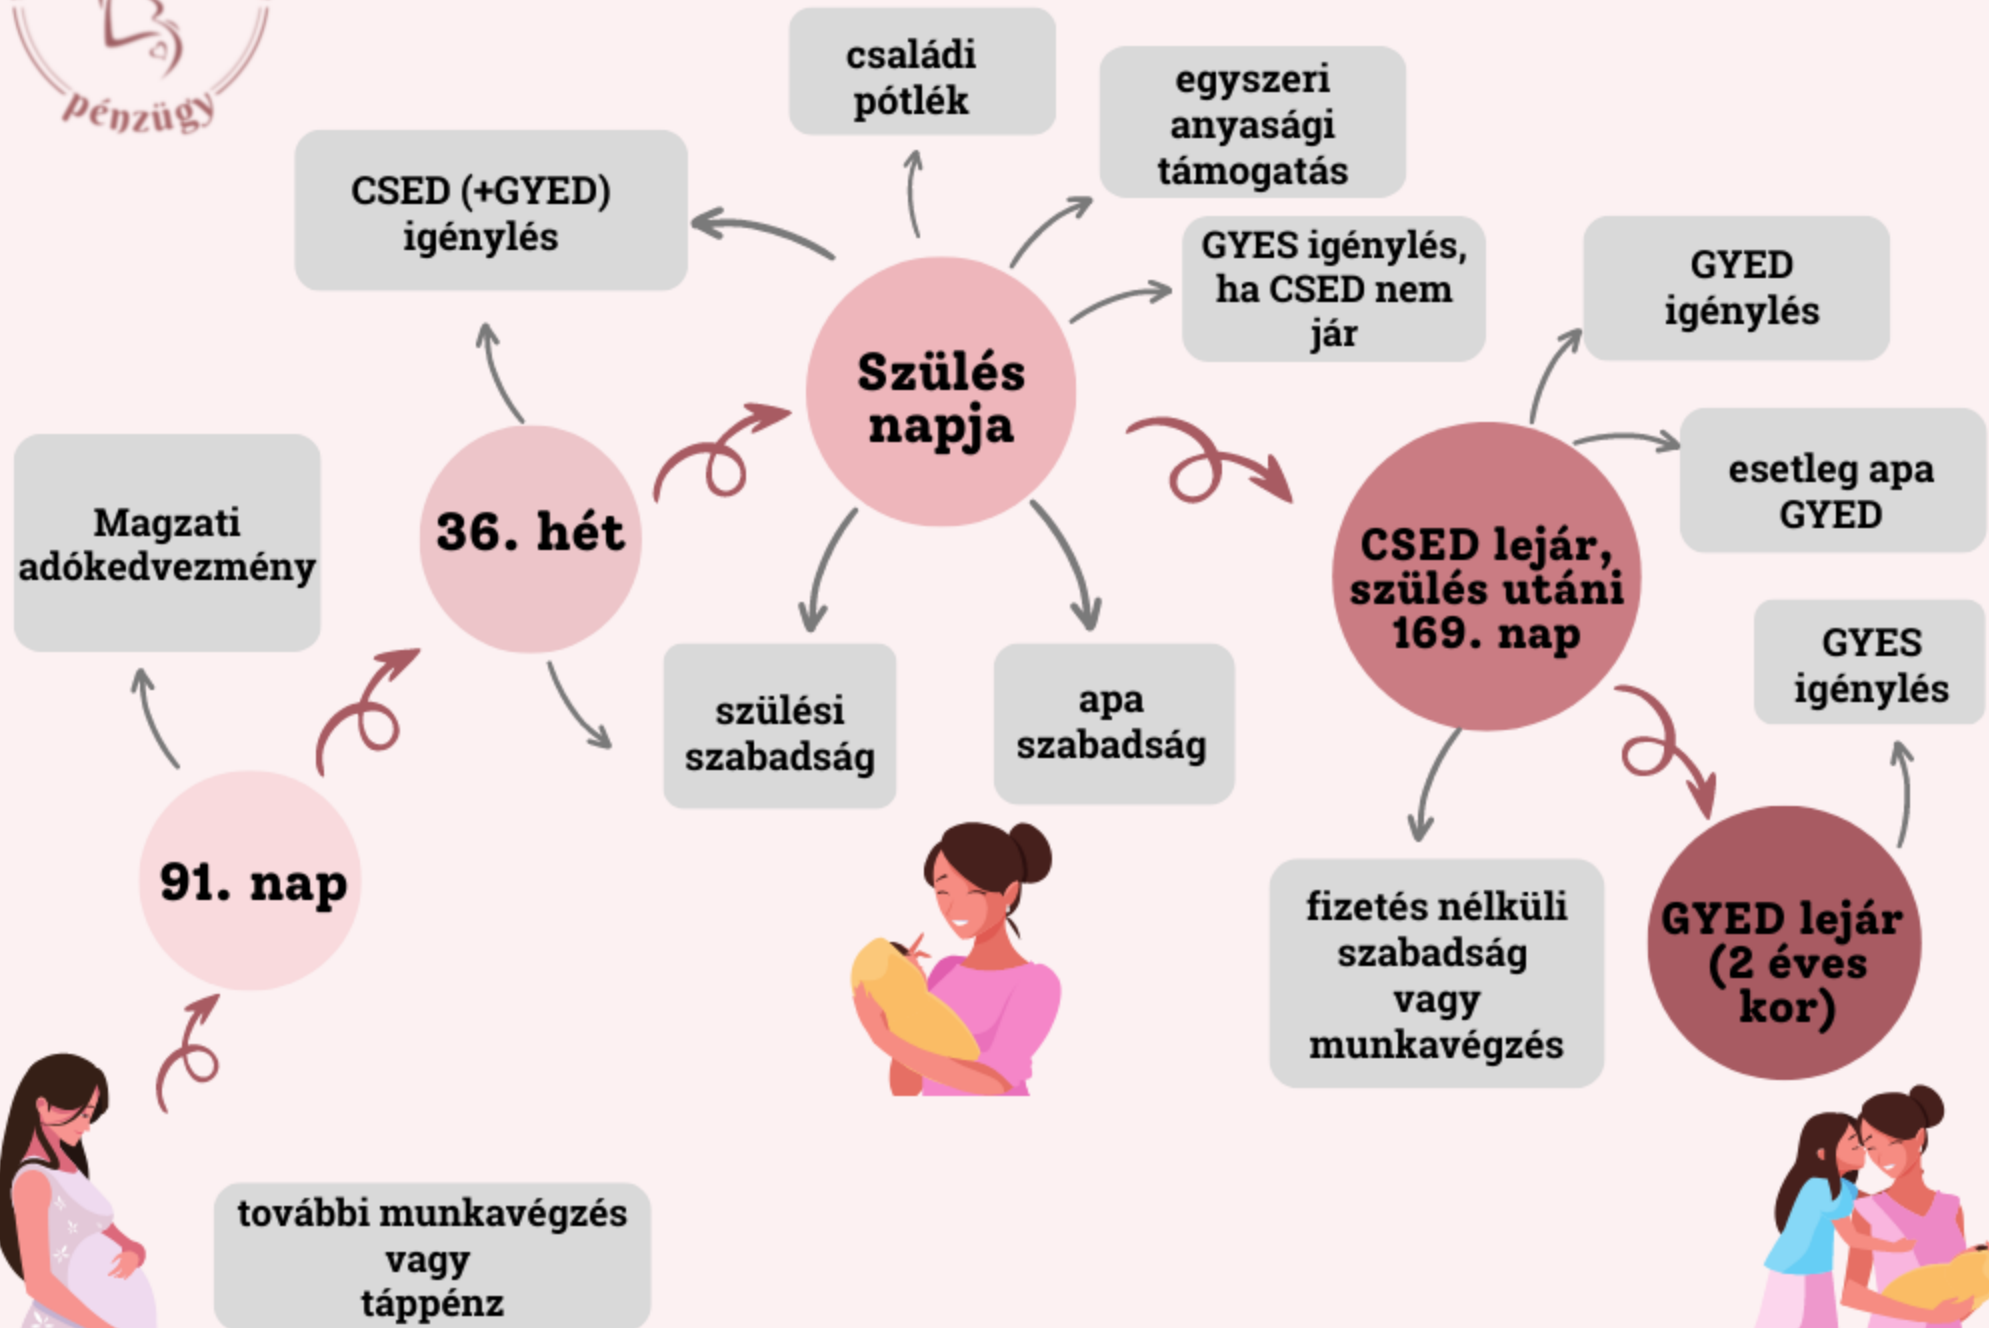 pénzügy
családi
pótlék
egyszeri
anyasági
támogatás
CSED (+GYED)
igénylés
GYES igénylés,
ha CSED nem
jár
GYED
igénylés
Szülés
napja
esetleg apa
GYED
Magzati
adókedvezmény
36. hét
CSED lejár,
szülés utáni
169. nap
GYES
igénylés
szülési
szabadság
apa
szabadság
91. nap
fizetés nélküli
szabadság
vagy
munkavégzés
GYED lejár
(2 éves
kor)
további munkavégzés
vagy
táppénz